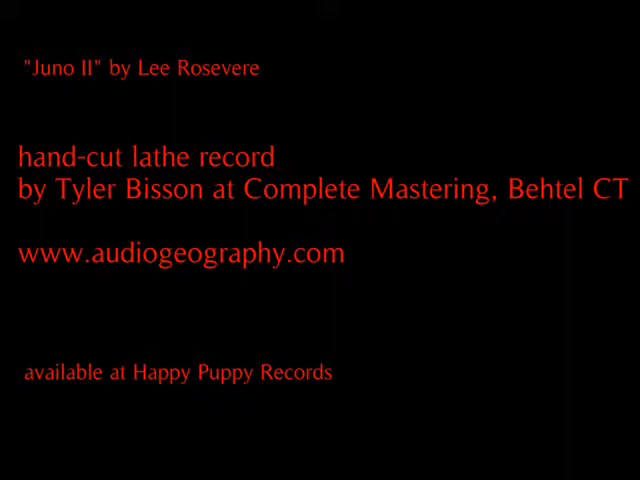 "Juno II" by Lee Rosevere
hand-cut lathe record
by Tyler Bisson at Complete Mastering, Behtel CT
www.audiogeography.com
available at Happy Puppy Records